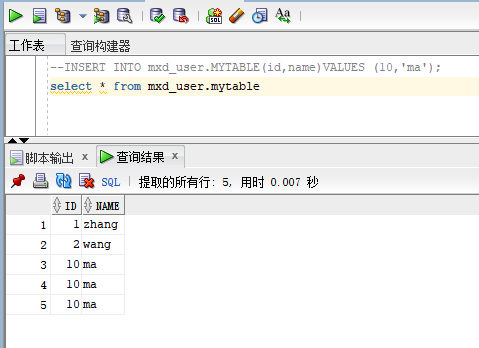 SQL
Aa
工作表 查询构建器
--INSERT INTO mxd_user.MYTABLE(id,name)VALUES (10,'ma');
select * from mxd_user.mytable
脚本输出 x 查询结果 x
SQL 提取的所有行: 5, 用时 0.007 秒
ID NAME
1 1 zhang
2 2 wang
3 10 ma
4 10 ma
5 10 ma